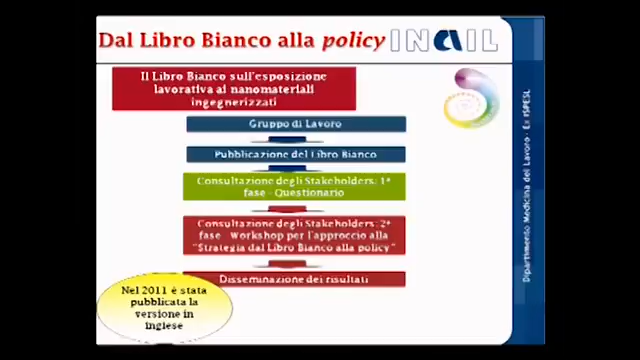 Dal Libro Bianco alla policy
INAIL
Il Libro Bianco sull'esposizione
lavorativa ai nanomateriali
ingegnerizzati
Gruppo di Lavoro
Pubblicazione del Libro Bianco
Consultazione degli Stakeholders: 1ª
fase - Questionario
Consultazione degli Stakeholders: 2ª
fase - Workshop per l'approccio alla
"Strategia dal Libro Bianco alla policy"
Disseminazione dei risultati
Nel 2011 è stata
pubblicata la
versione in
inglese
Dipartimento Medicina del Lavoro - Ex ISPESL